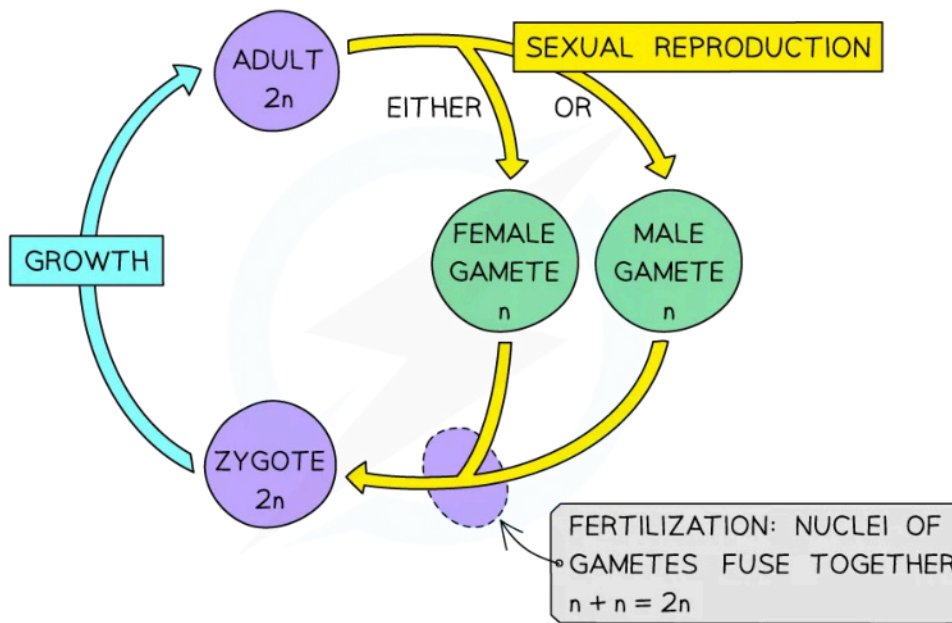 ADULT
2n
SEXUAL REPRODUCTION
EITHER
OR
FEMALE
GAMETE
n
MALE
GAMETE
n
GROWTH
ZYGOTE
2n
FERTILIZATION: NUCLEI OF
GAMETES FUSE TOGETHER
n + n = 2n